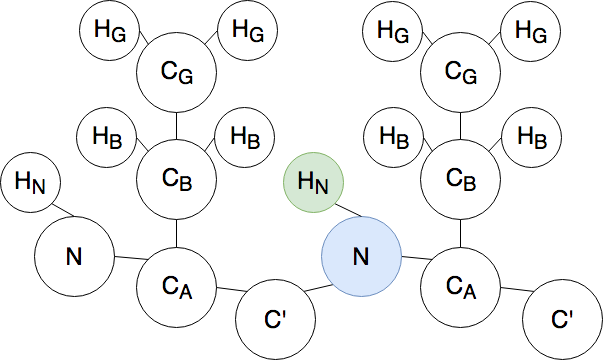 H_G H_G H_G H_G
C_G C_G
H_B H_B H_B H_B
C_B C_B
H_N H_N
N N
C_A C_A
C' C'